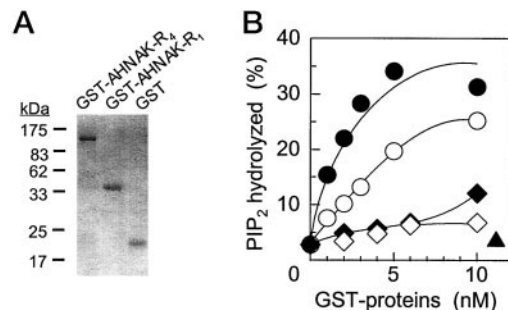 A
GST-AHNAK-R4
GST-AHNAK-R1
GST
kDa
175
83
62
33
25
17
B
PIP2 hydrolyzed (%)
40
30
20
10
0
0
5
10
GST-proteins (nM)